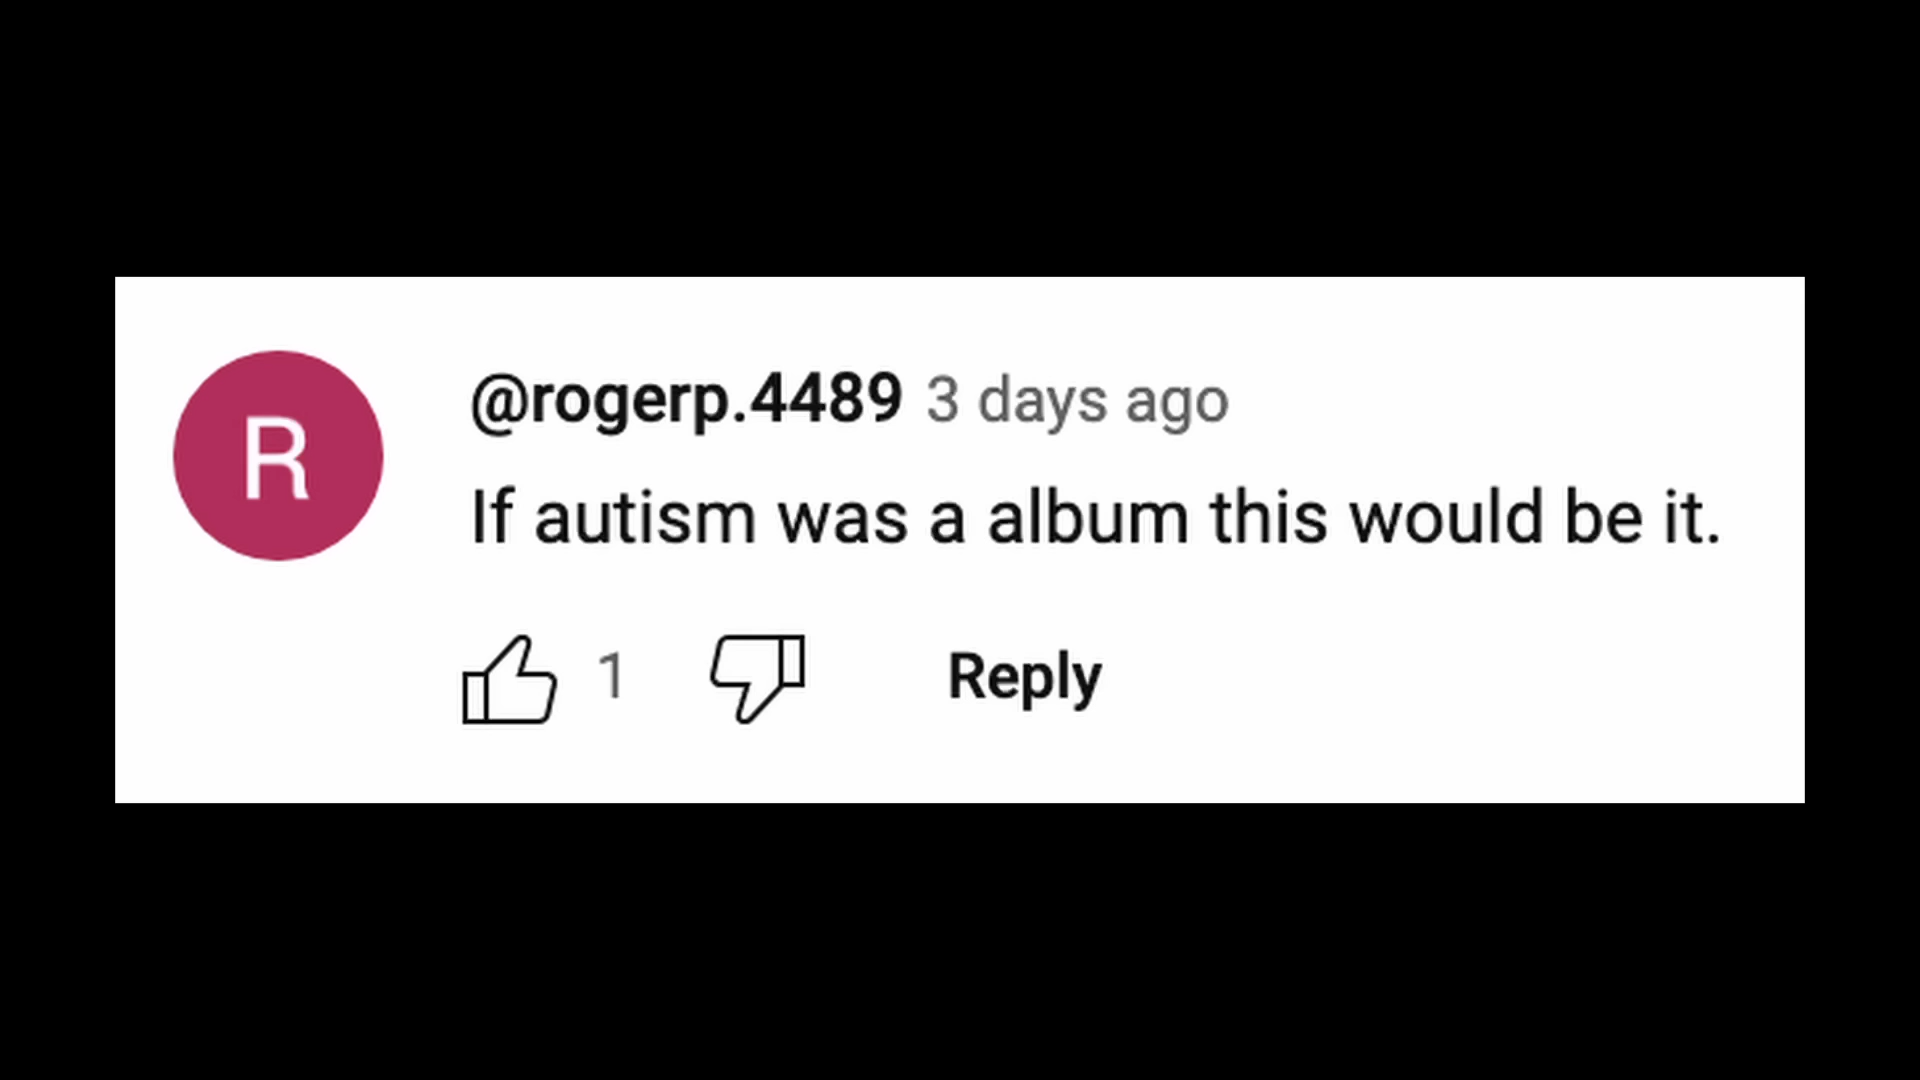 R
@rogerp.4489 3 days ago
If autism was a album this would be it.
1 Reply